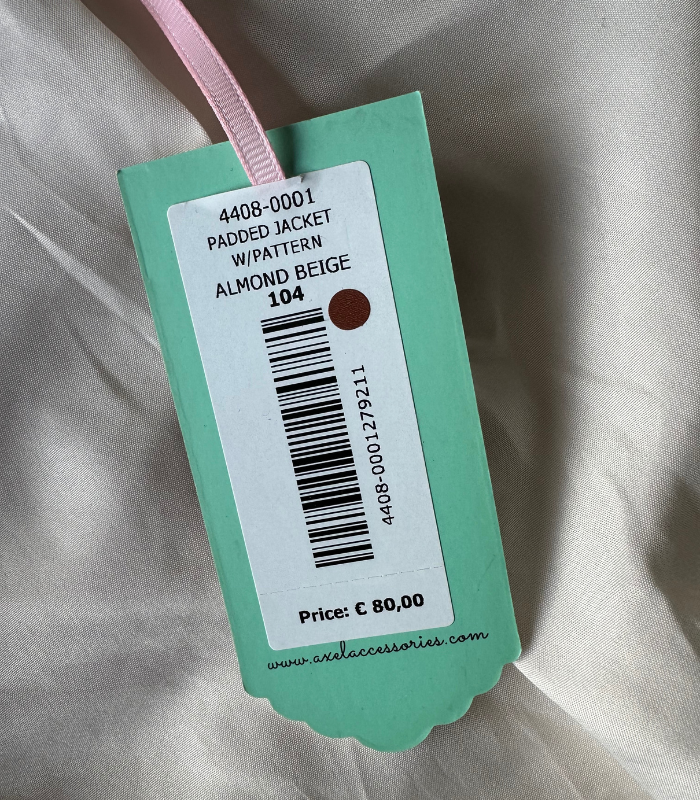 4408-0001
PADDED JACKET
W/PATTERN
ALMOND BEIGE
104
4408-0001279211
Price: € 80,00
www.axelaccessories.com